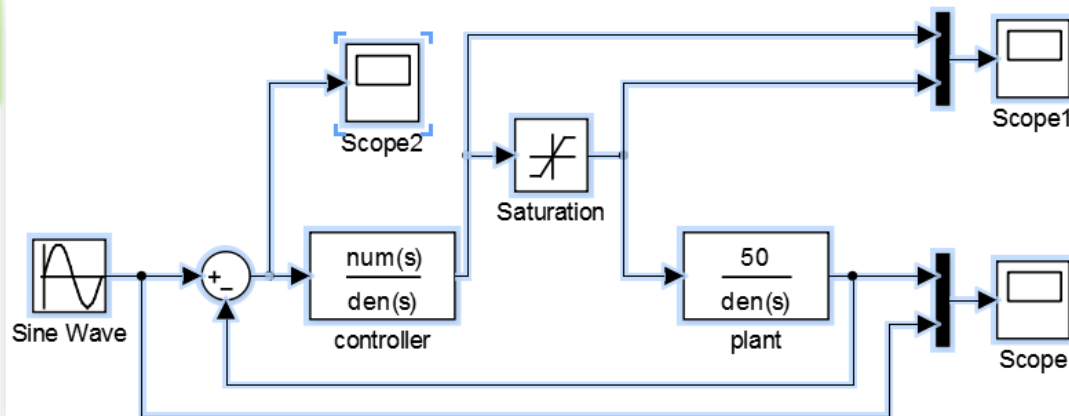 Scope2
Scope1
Saturation
+
−
num(s)
den(s)
50
den(s)
Sine Wave
controller
plant
Scope